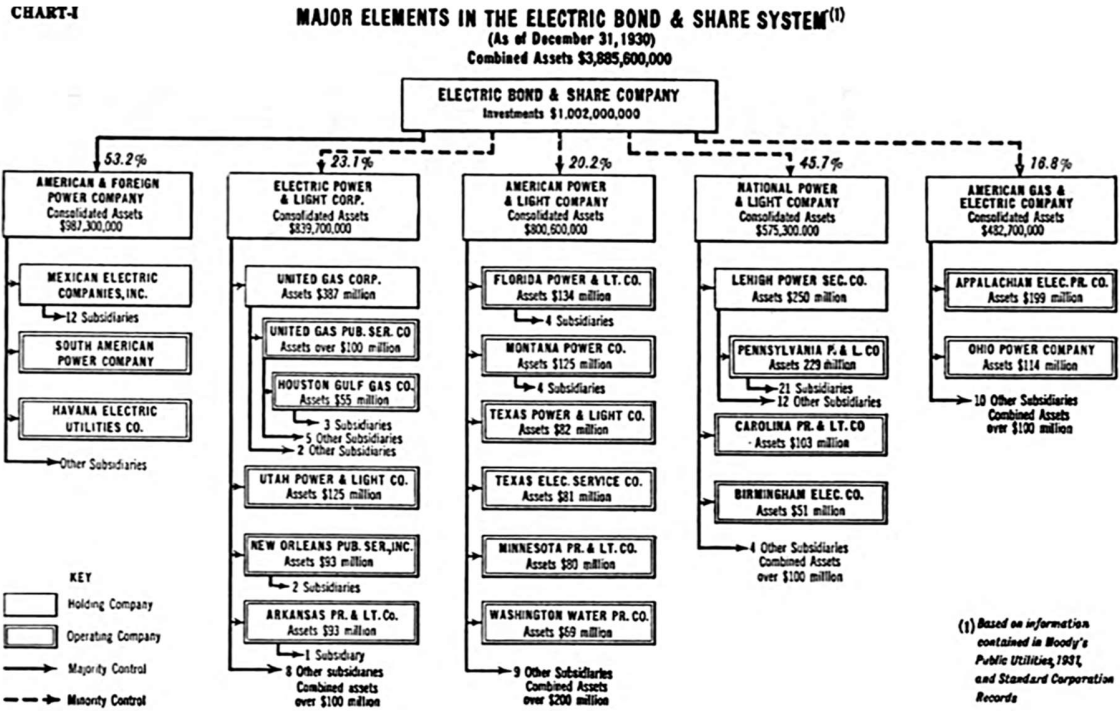 CHART-I
MAJOR ELEMENTS IN THE ELECTRIC BOND & SHARE SYSTEM(1)
(As of December 31, 1930)
Combined Assets $3,885,600,000
ELECTRIC BOND & SHARE COMPANY
Investments $1,002,000,000
53.2%
23.1%
20.2%
45.7%
16.8%
AMERICAN & FOREIGN
POWER COMPANY
Consolidated Assets
$987,300,000
MEXICAN ELECTRIC
COMPANIES, INC.
12 Subsidiaries
SOUTH AMERICAN
POWER COMPANY
HAVANA ELECTRIC
UTILITIES CO.
Other Subsidiaries
ELECTRIC POWER
& LIGHT CORP.
Consolidated Assets
$839,700,000
UNITED GAS CORP.
Assets $387 million
UNITED GAS PUB. SER. CO
Assets over $100 million
HOUSTON GULF GAS CO.
Assets $55 million
3 Subsidiaries
5 Other Subsidiaries
2 Other Subsidiaries
UTAH POWER & LIGHT CO.
Assets $125 million
NEW ORLEANS PUB. SER., INC.
Assets $93 million
2 Subsidiaries
ARKANSAS PR. & LT. Co.
Assets $93 million
1 Subsidiary
8 Other subsidiaries
Combined assets
over $100 million
AMERICAN POWER
& LIGHT COMPANY
Consolidated Assets
$800,600,000
FLORIDA POWER & LT. CO.
Assets $134 million
4 Subsidiaries
MONTANA POWER CO.
Assets $125 million
4 Subsidiaries
TEXAS POWER & LIGHT CO.
Assets $82 million
TEXAS ELEC. SERVICE CO.
Assets $81 million
MINNESOTA PR. & LT. CO.
Assets $80 million
WASHINGTON WATER PR. CO.
Assets $69 million
9 Other Subsidiaries
Combined Assets
over $200 million
NATIONAL POWER
& LIGHT COMPANY
Consolidated Assets
$575,300.000
LEHIGH POWER SEC. CO.
Assets $250 million
PENNSYLVANIA P. & L. CO
Assets 229 million
21 Subsidiaries
12 Other Subsidiaries
CAROLINA PR. & LT. CO
Assets $103 million
BIRMINGHAM ELEC. CO.
Assets $51 million
4 Other Subsidiaries
Combined Assets
over $100 million
AMERICAN GAS &
ELECTRIC COMPANY
Consolidated Assets
$482,700,000
APPALACHIAN ELEC. PR. CO.
Assets $199 million
OHIO POWER COMPANY
Assets $114 million
10 Other Subsidiaries
Combined Assets
over $100 million
KEY
Holding Company
Operating Company
Majority Control
Minority Control
(1) Based on information
contained in Moody's
Public Utilities, 1931,
and Standard Corporation
Records